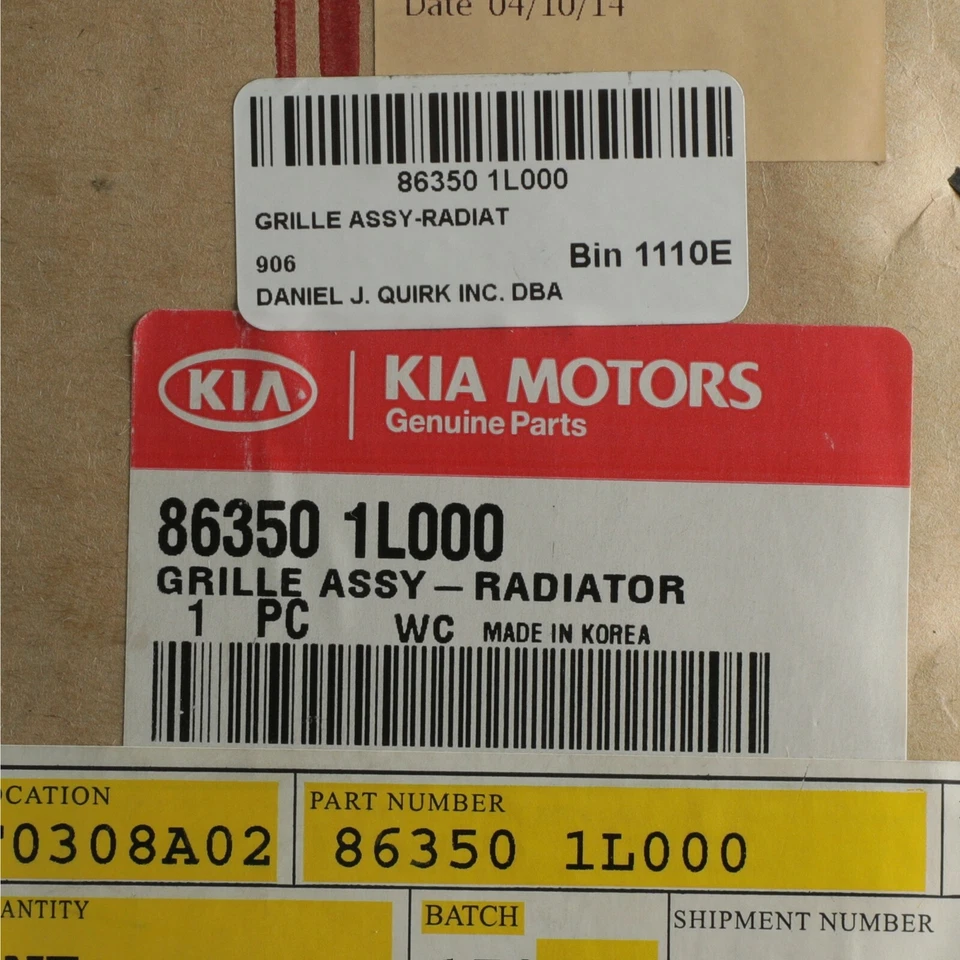 Date 04/10/14
86350 1L000
GRILLE ASSY-RADIAT
906
Bin 1110E
DANIEL J. QUIRK INC. DBA
KIA
KIA MOTORS
Genuine Parts
86350 1L000
GRILLE ASSY-RADIATOR
1 PC WC MADE IN KOREA
OCATION
0308A02
PART NUMBER
86350 1L000
ANTITY
BATCH
SHIPMENT NUMBER